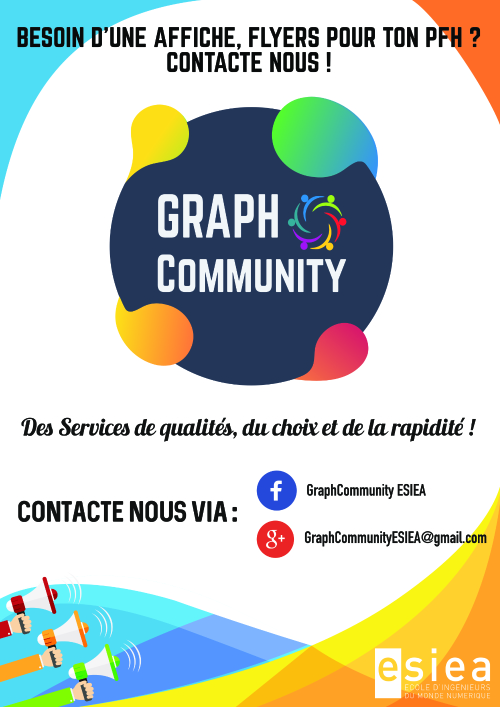 BESOIN D'UNE AFFICHE, FLYERS POUR TON PFH ?
CONTACTE NOUS !
GRAPH
COMMUNITY
Des Services de qualités, du choix et de la rapidité !
CONTACTE NOUS VIA :
f
GraphCommunity ESIEA
g+
GraphCommunityESIEA@gmail.com
esiea
ÉCOLE D'INGÉNIEURS
DU MONDE NUMÉRIQUE